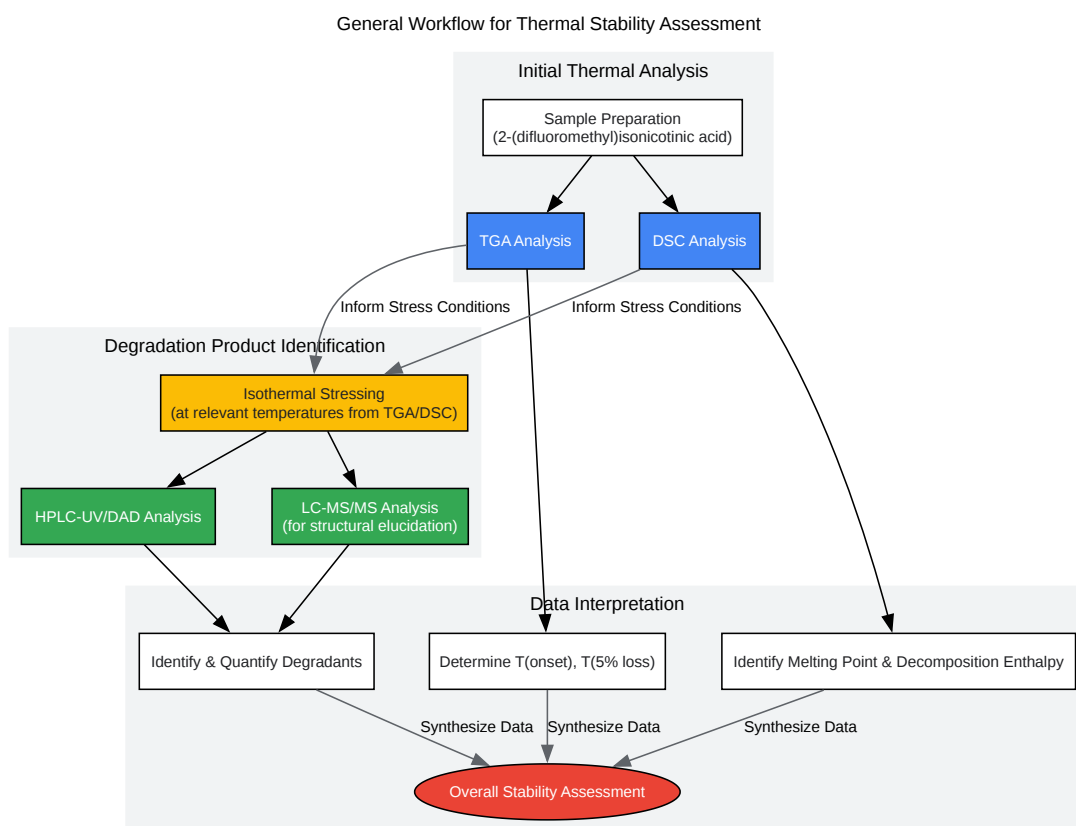 General Workflow for Thermal Stability Assessment
Initial Thermal Analysis
Sample Preparation
(2-(difluoromethyl)isonicotinic acid)
TGA Analysis
DSC Analysis
Inform Stress Conditions
Inform Stress Conditions
Degradation Product Identification
Isothermal Stressing
(at relevant temperatures from TGA/DSC)
HPLC-UV/DAD Analysis
LC-MS/MS Analysis
(for structural elucidation)
Data Interpretation
Identify & Quantify Degradants
Determine T(onset), T(5% loss)
Identify Melting Point & Decomposition Enthalpy
Synthesize Data
Synthesize Data
Synthesize Data
Overall Stability Assessment